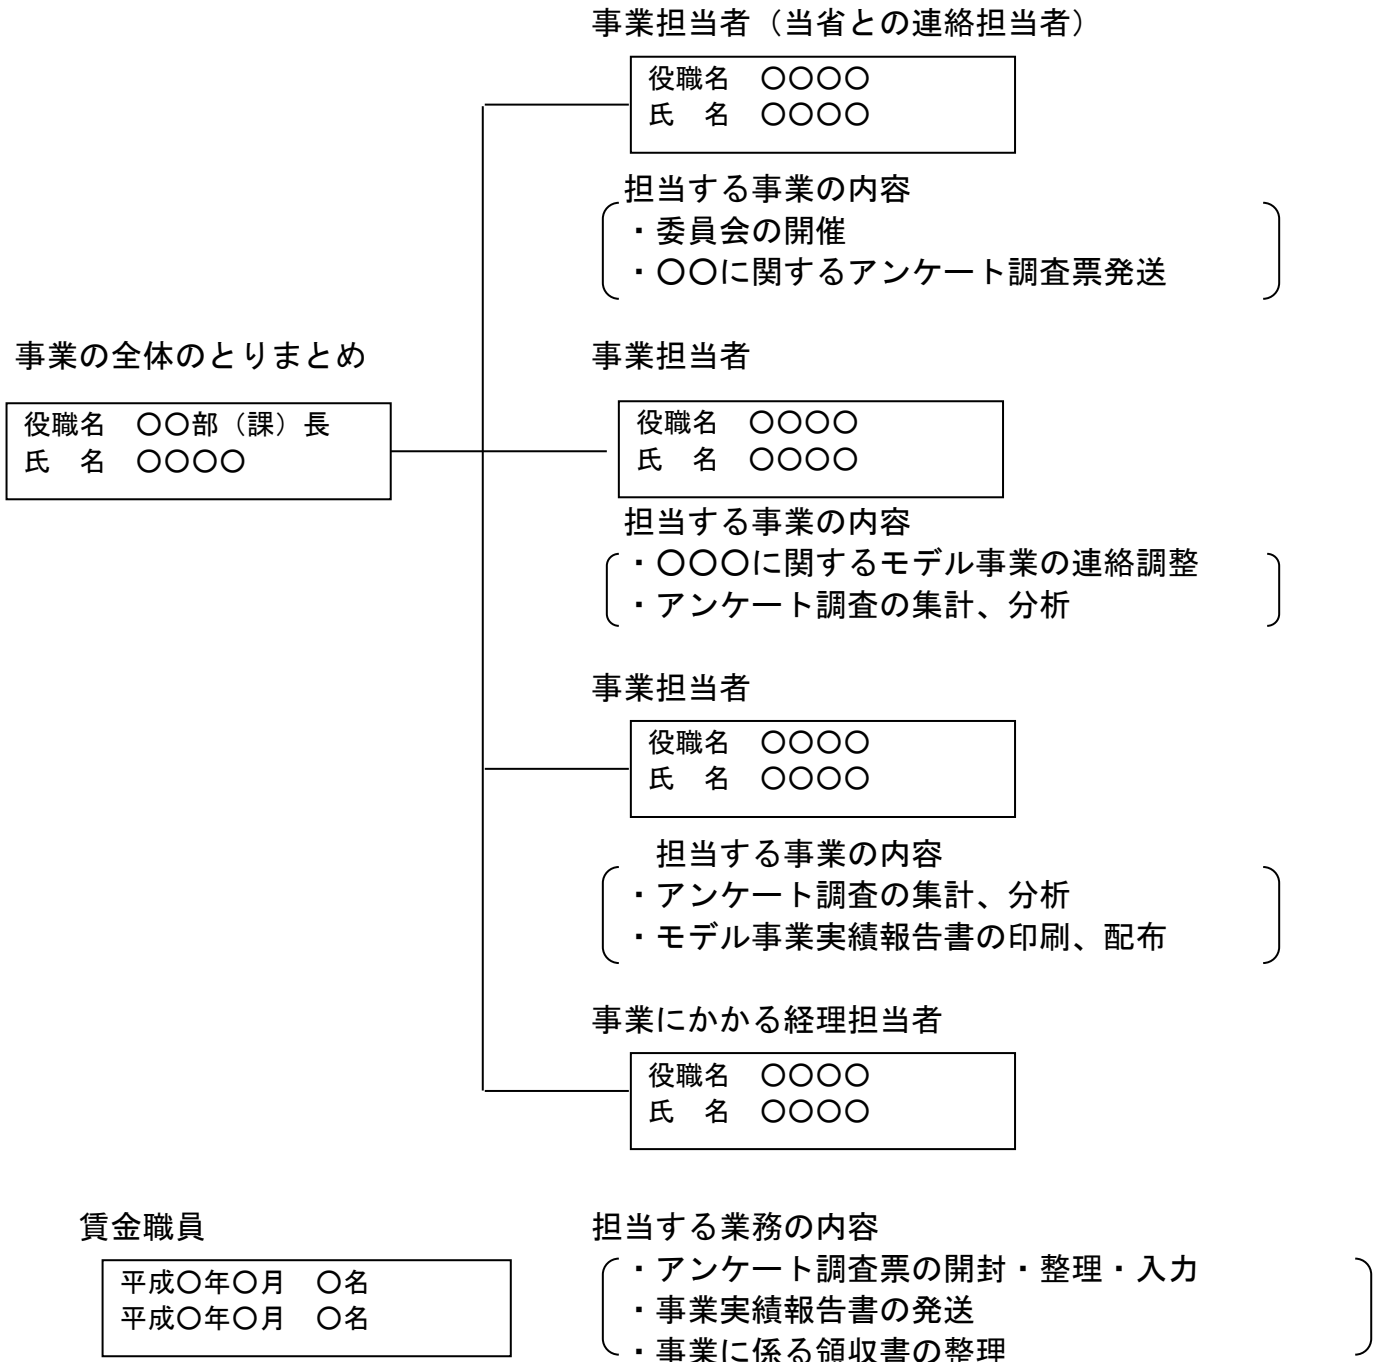 事業担当者（当省との連絡担当者）
役職名　〇〇〇〇
氏　名　〇〇〇〇
担当する事業の内容
・委員会の開催
・〇〇に関するアンケート調査票発送
事業の全体のとりまとめ
役職名　〇〇部（課）長
氏　名　〇〇〇〇
事業担当者
役職名　〇〇〇〇
氏　名　〇〇〇〇
担当する事業の内容
・〇〇〇に関するモデル事業の連絡調整
・アンケート調査の集計、分析
事業担当者
役職名　〇〇〇〇
氏　名　〇〇〇〇
担当する事業の内容
・アンケート調査の集計、分析
・モデル事業実績報告書の印刷、配布
事業にかかる経理担当者
役職名　〇〇〇〇
氏　名　〇〇〇〇
賃金職員
平成〇年〇月　〇名
平成〇年〇月　〇名
担当する業務の内容
・アンケート調査票の開封・整理・入力
・事業実績報告書の発送
・事業に係る領収書の整理